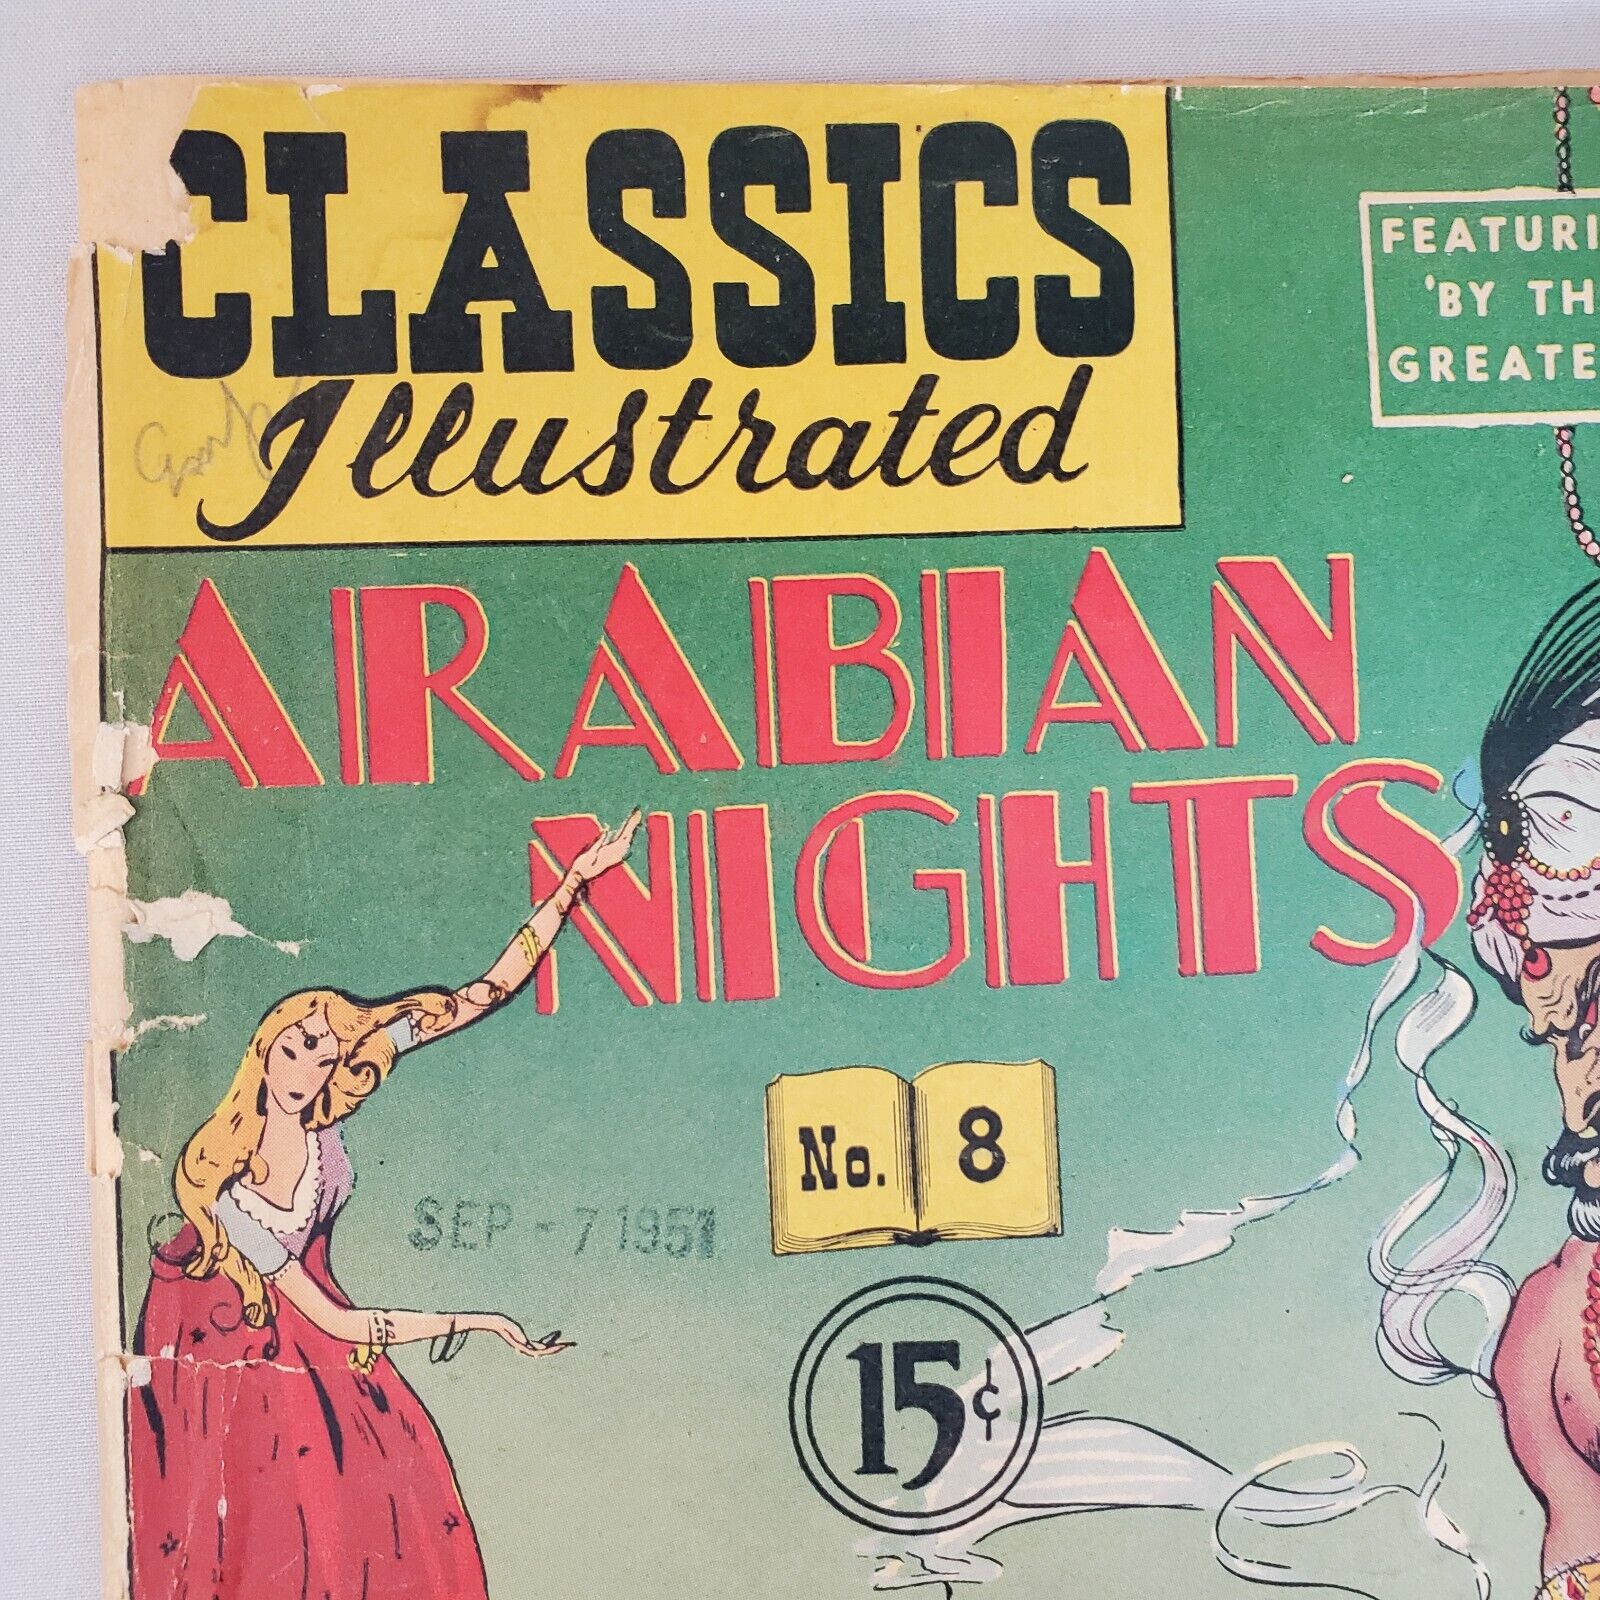 CLASSICS
Illustrated
FEATURI
'BY TH
GREATE
ARABIAN
NIGHTS
No. 8
SEP - 7 1951
15¢